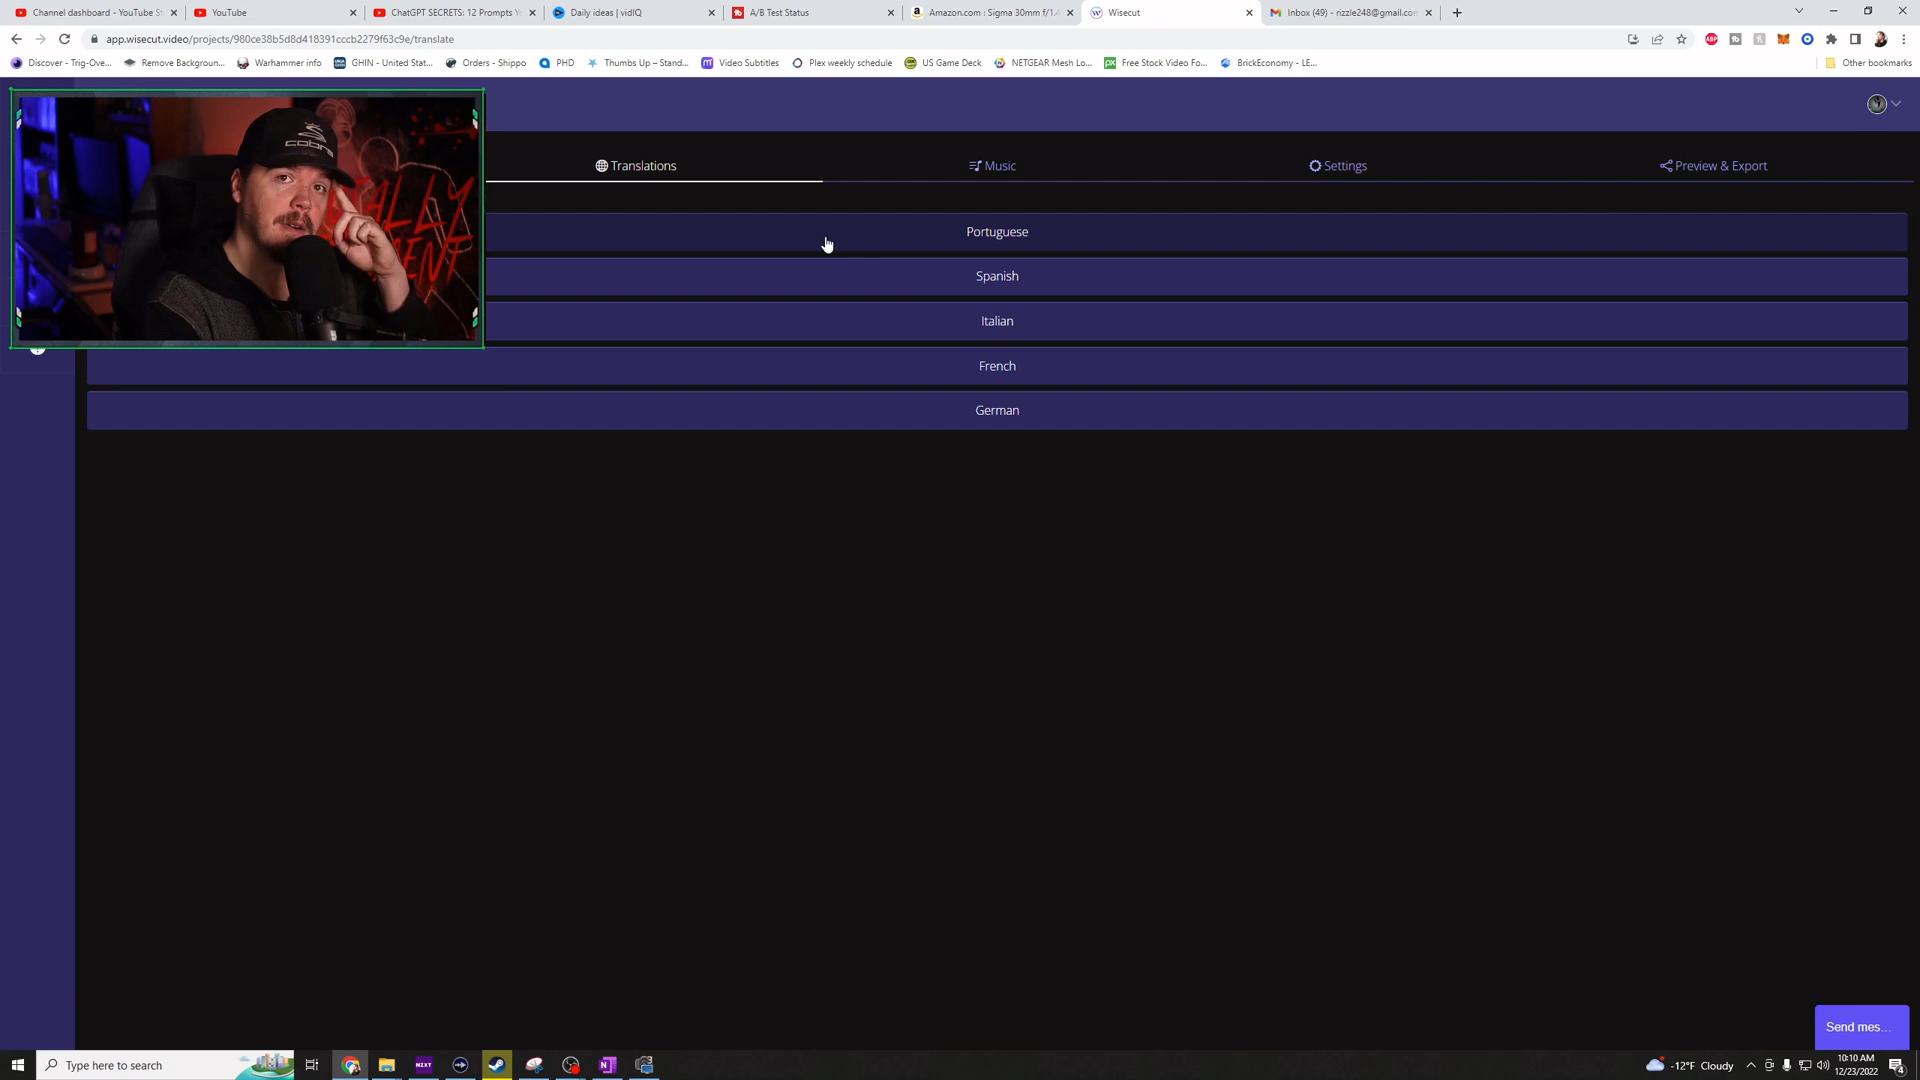 Channel dashboard - YouTube St
YouTube
ChatGPT SECRETS: 12 Prompts Y
Daily ideas | vidIQ
A/B Test Status
Amazon.com : Sigma 30mm f/1.4
Wisecut
Inbox (49) - rizzle248@gmail.com
app.wisecut.video/projects/980ce38b5d8d418391cccb2279f63c9e/translate
Discover - Trig-Ove...
Remove Backgroun...
Warhammer info
GHIN - United Stat...
Orders - Shippo
PHD
Thumbs Up – Stand...
Video Subtitles
Plex weekly schedule
US Game Deck
NETGEAR Mesh Lo...
Free Stock Video Fo...
BrickEconomy - LE...
Other bookmarks
cobra
Translations
Music
Settings
Preview & Export
Portuguese
Spanish
Italian
French
German
Send mes...
Type here to search
NZXT
-12°F Cloudy
10:10 AM
12/23/2022
4